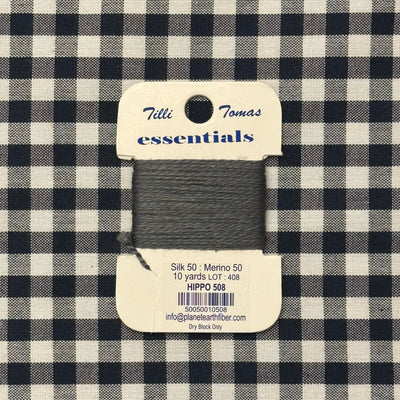 Tilli Tomas
essentials
Silk 50 : Merino 50
10 yards LOT : 408
HIPPO 508
50050010508
info@planetearthfiber.com
Dry Block Only